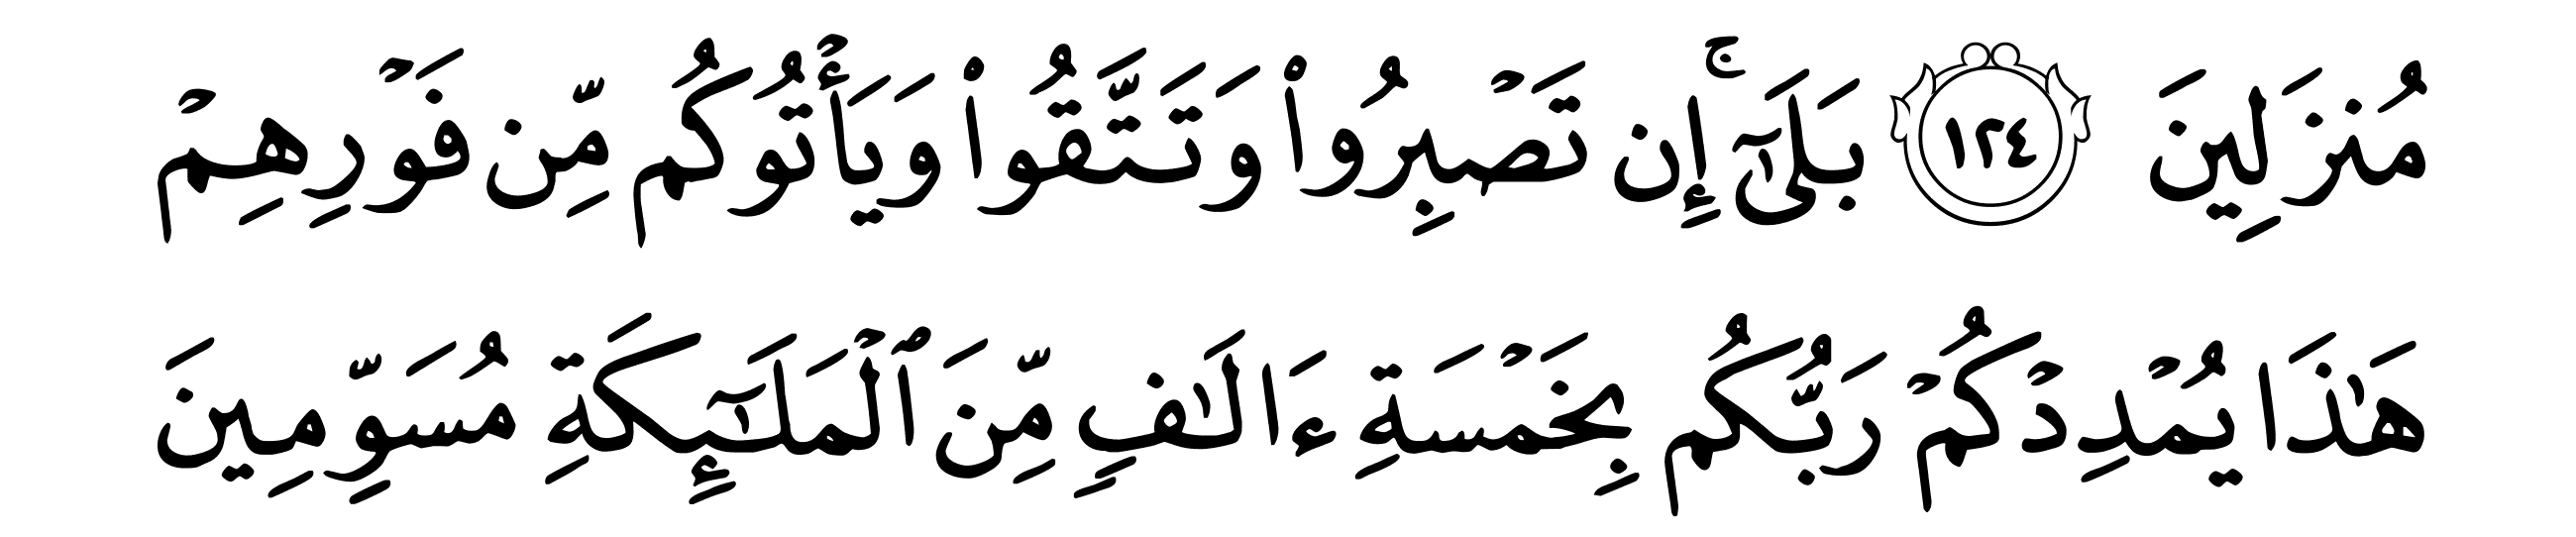 مُنزَلِينَ ١٢٤ بَلَىٰٓۚ إِن تَصۡبِرُواْ وَتَتَّقُواْ وَيَأۡتُوكُم مِّن فَوۡرِهِمۡ
هَٰذَا يُمۡدِدۡكُمۡ رَبُّكُم بِخَمۡسَةِ ءَالَٰفٖ مِّنَ ٱلۡمَلَٰٓئِكَةِ مُسَوِّمِينَ